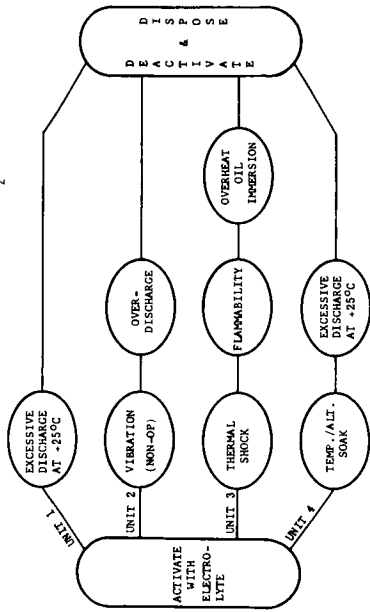 ACTIVATE
WITH
ELECTRO-
LYTE
UNIT 1
EXCESSIVE
DISCHARGE
AT +25°C
UNIT 2
VIBRATION
(NON-OP)
OVER-
DISCHARGE
UNIT 3
THERMAL
SHOCK
FLAMMABILITY
OVERHEAT
OIL
IMMERSION
UNIT 4
TEMP./ALT.
SOAK
EXCESSIVE
DISCHARGE
AT +25°C
DEACTIVATE
&
DISPOSE